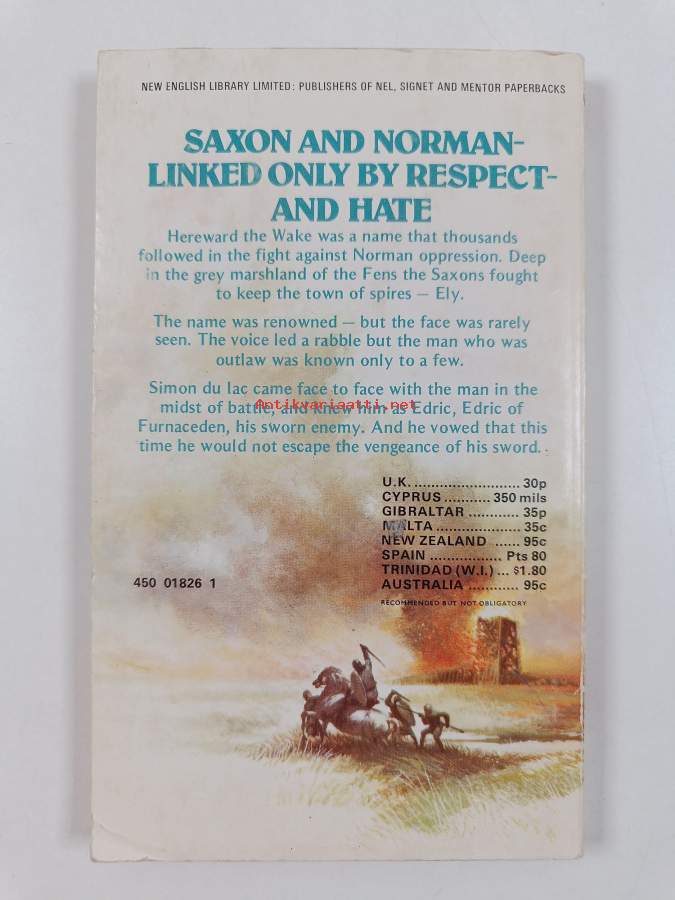 NEW ENGLISH LIBRARY LIMITED: PUBLISHERS OF NEL, SIGNET AND MENTOR PAPERBACKS
SAXON AND NORMAN-
LINKED ONLY BY RESPECT-
AND HATE
Hereward the Wake was a name that thousands
followed in the fight against Norman oppression. Deep
in the grey marshland of the Fens the Saxons fought
to keep the town of spires — Ely.
The name was renowned — but the face was rarely
seen. The voice led a rabble but the man who was
outlaw was known only to a few.
Simon du lac came face to face with the man in the
Antikvariaatti.net
midst of battle, and knew him as Edric, Edric of
Furnaceden, his sworn enemy. And he vowed that this
time he would not escape the vengeance of his sword. .
U.K. ......................... 30p
CYPRUS ........... 350 mils
GIBRALTAR ............ 35p
MALTA .................... 35c
NEW ZEALAND ...... 95c
SPAIN ................. Pts 80
TRINIDAD (W.I.) ... $1.80
AUSTRALIA ............ 95c
RECOMMENDED BUT NOT OBLIGATORY
450 01826 1